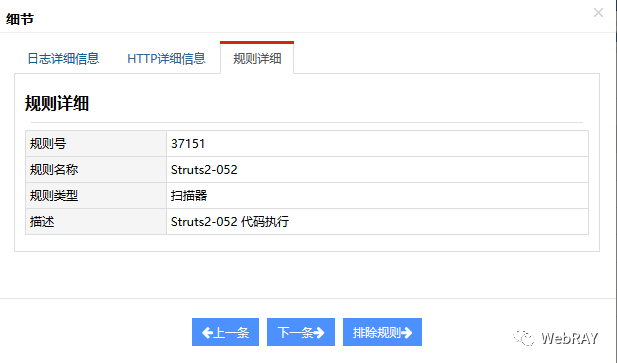 细节
日志详细信息 HTTP详细信息 规则详细
规则详细
规则号 37151
规则名称 Struts2-052
规则类型 扫描器
描述 Struts2-052 代码执行
上一条 下一条 排除规则
WebRAY